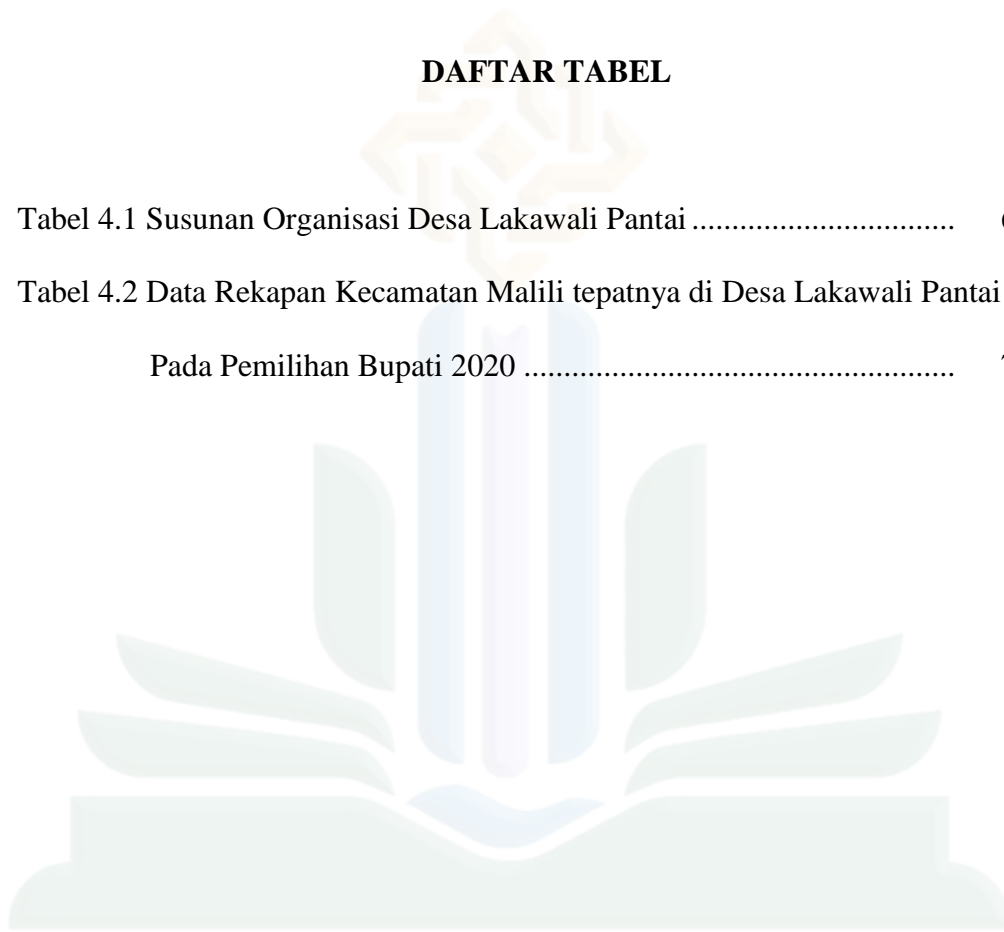 DAFTAR TABEL
Tabel 4.1 Susunan Organisasi Desa Lakawali Pantai .................................
Tabel 4.2 Data Rekapan Kecamatan Malili tepatnya di Desa Lakawali Pantai
Pada Pemilihan Bupati 2020 ......................................................